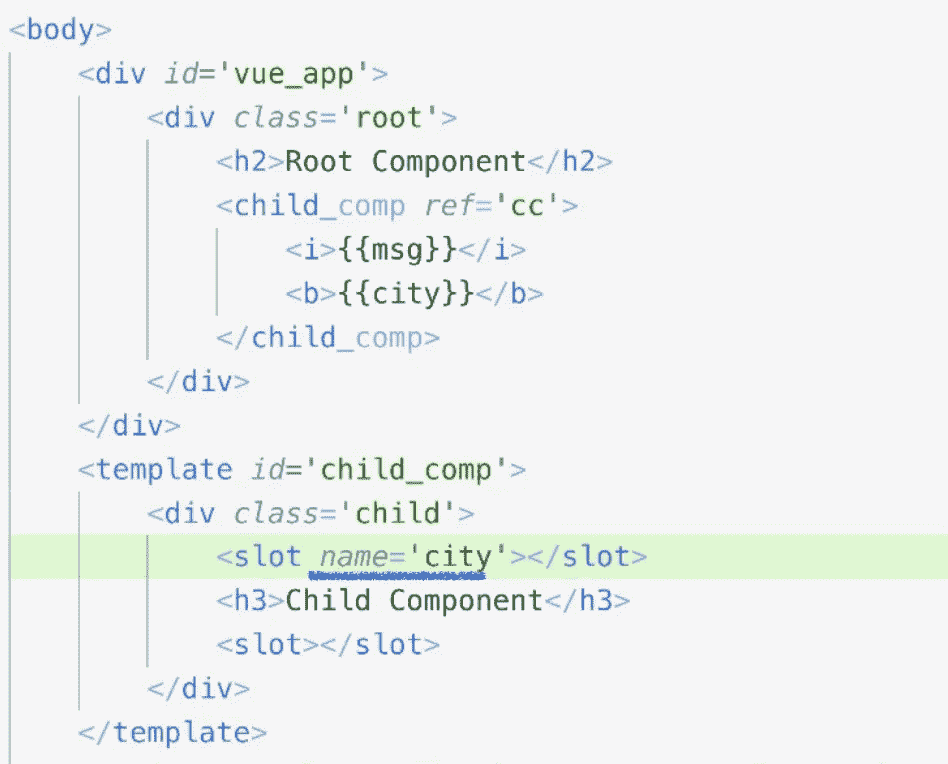 <body>
<div id='vue_app'>
<div class='root'>
<h2>Root Component</h2>
<child_comp ref='cc'>
<i>{{msg}}</i>
<b>{{city}}</b>
</child_comp>
</div>
</div>
<template id='child_comp'>
<div class='child'>
<slot name='city'></slot>
<h3>Child Component</h3>
<slot></slot>
</div>
</template>